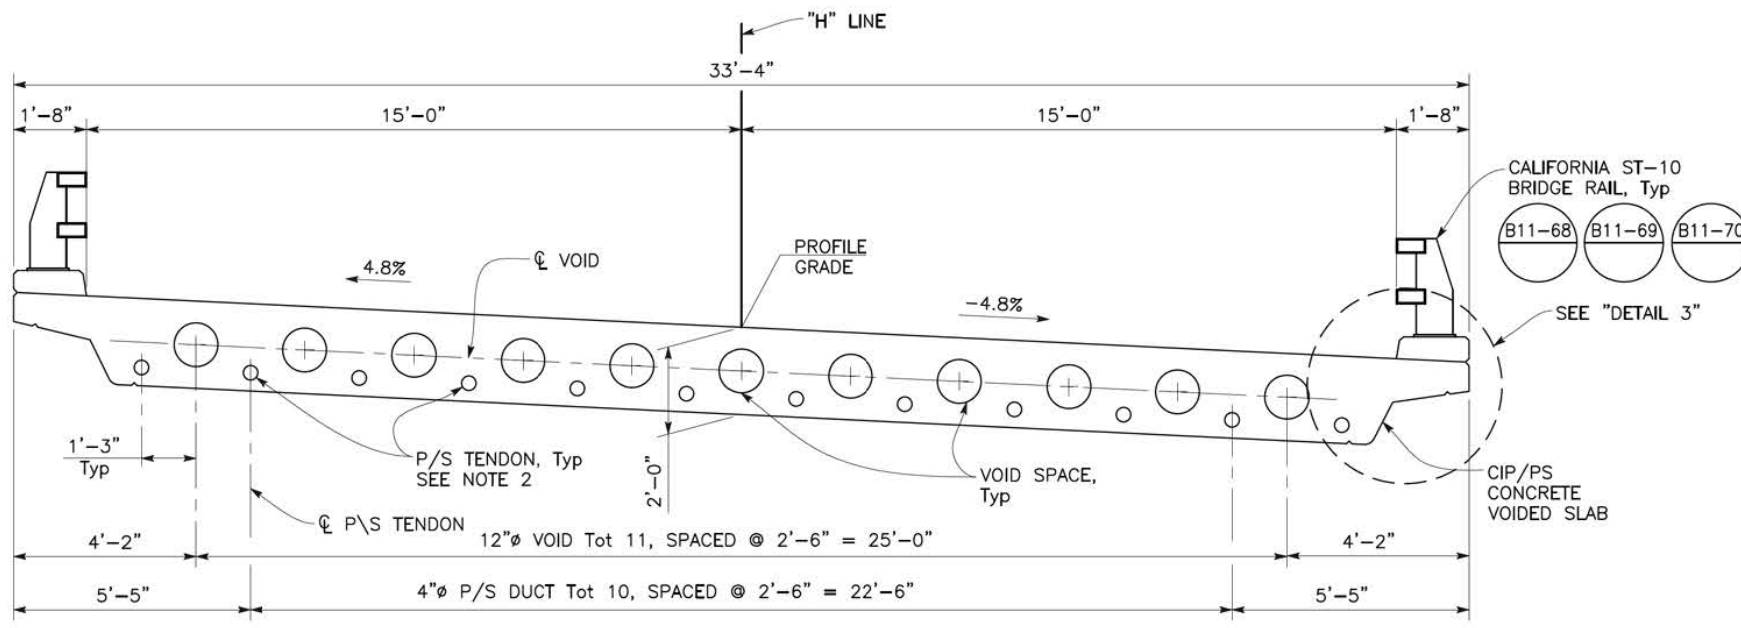 "H" LINE
33'-4"
1'-8"
15'-0"
15'-0"
1'-8"
CALIFORNIA ST-10
BRIDGE RAIL, Typ
B11-68
B11-69
B11-70
PROFILE
GRADE
℄ VOID
4.8%
-4.8%
SEE "DETAIL 3"
1'-3"
Typ
P/S TENDON, Typ
SEE NOTE 2
2'-0"
VOID SPACE,
Typ
CIP/PS
CONCRETE
VOIDED SLAB
℄ P\S TENDON
4'-2"
12"ø VOID Tot 11, SPACED @ 2'-6" = 25'-0"
4'-2"
5'-5"
4"ø P/S DUCT Tot 10, SPACED @ 2'-6" = 22'-6"
5'-5"